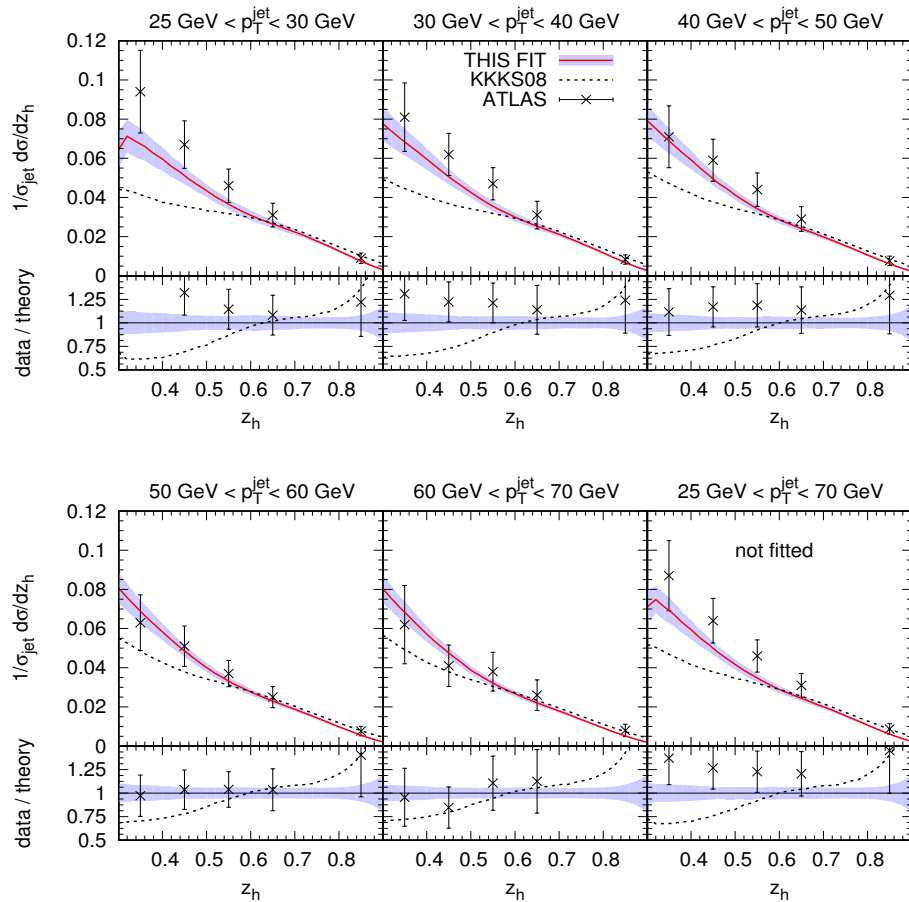 25 GeV < p_T^jet < 30 GeV
30 GeV < p_T^jet < 40 GeV
40 GeV < p_T^jet < 50 GeV
THIS FIT
KKKS08
ATLAS
1/σ_jet dσ/dz_h
0.12
0.1
0.08
0.06
0.04
0.02
0
data / theory
1.25
1
0.75
0.5
0.4 0.5 0.6 0.7 0.8
0.4 0.5 0.6 0.7 0.8
0.4 0.5 0.6 0.7 0.8
z_h
z_h
z_h
50 GeV < p_T^jet < 60 GeV
60 GeV < p_T^jet < 70 GeV
25 GeV < p_T^jet < 70 GeV
not fitted
1/σ_jet dσ/dz_h
0.12
0.1
0.08
0.06
0.04
0.02
0
data / theory
1.25
1
0.75
0.5
0.4 0.5 0.6 0.7 0.8
0.4 0.5 0.6 0.7 0.8
0.4 0.5 0.6 0.7 0.8
z_h
z_h
z_h